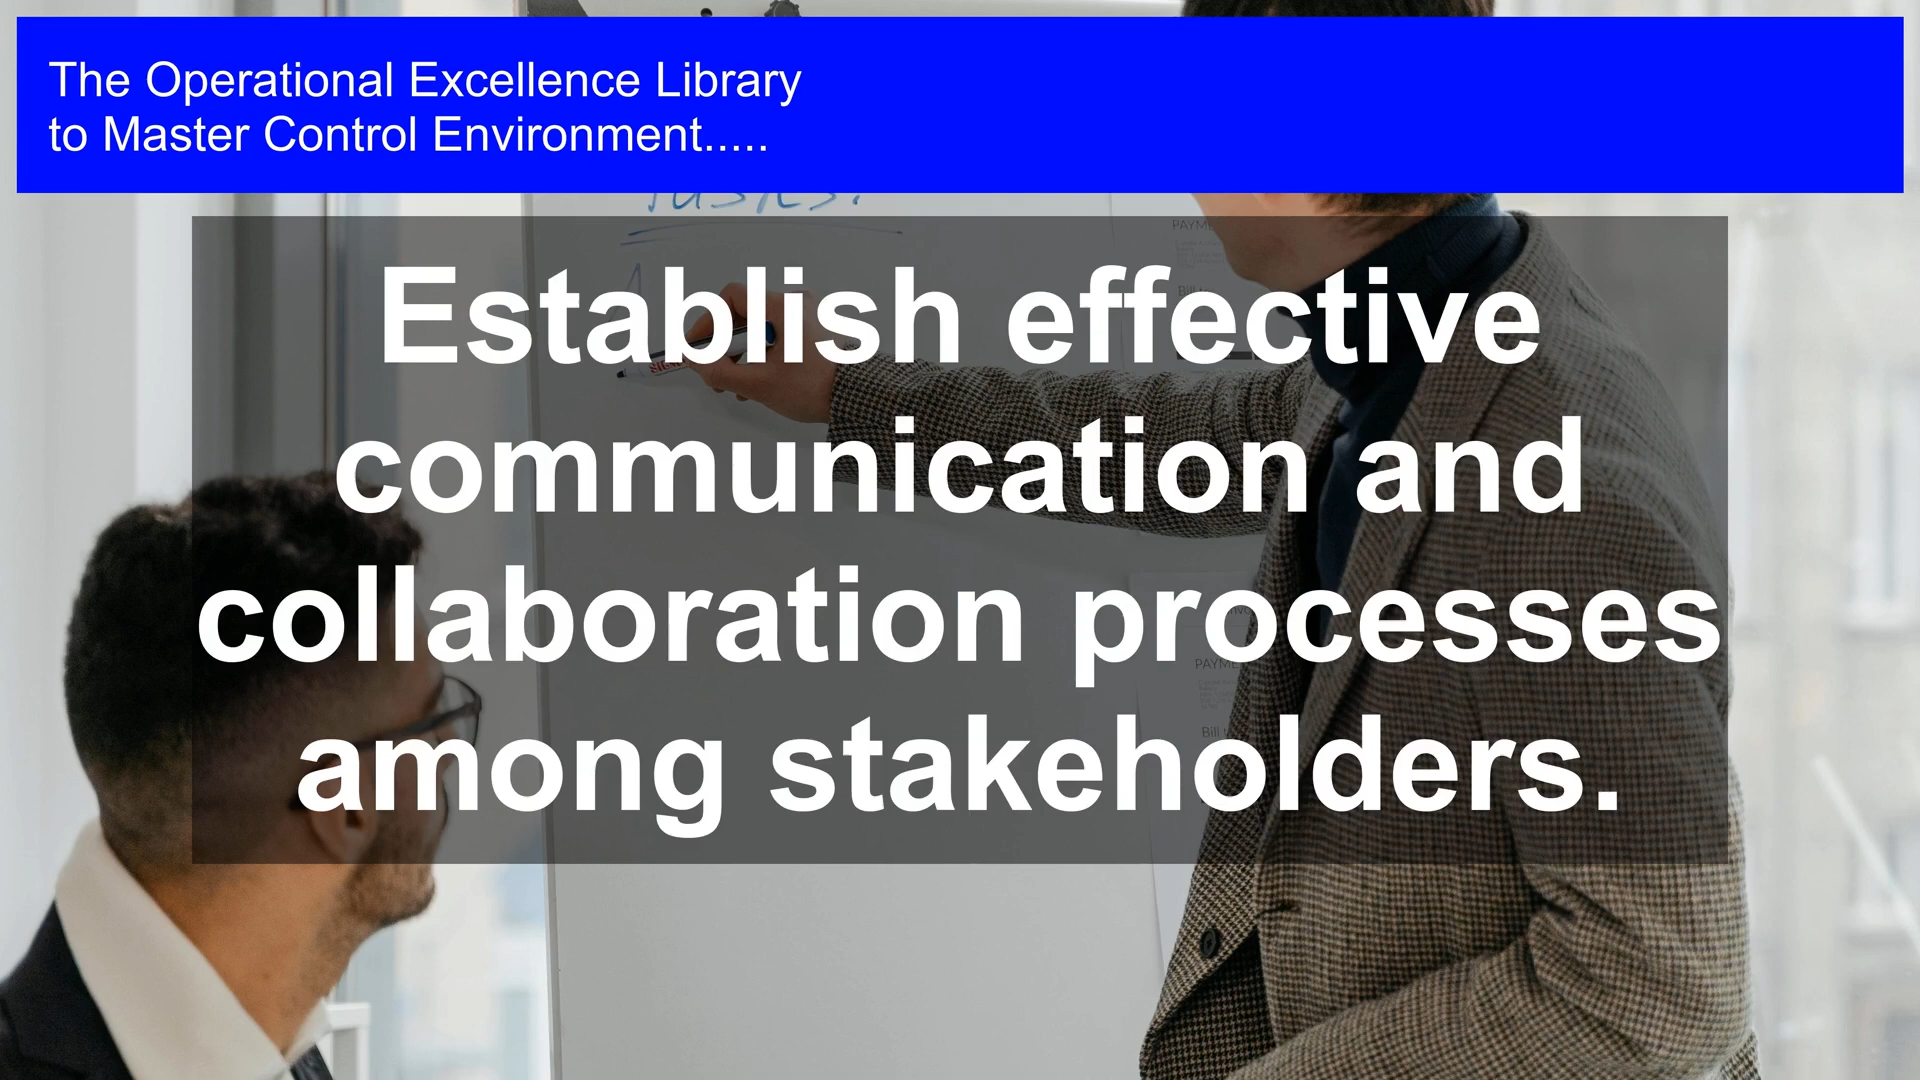 The Operational Excellence Library
to Master Control Environment.....
Establish effective
communication and
collaboration processes
among stakeholders.